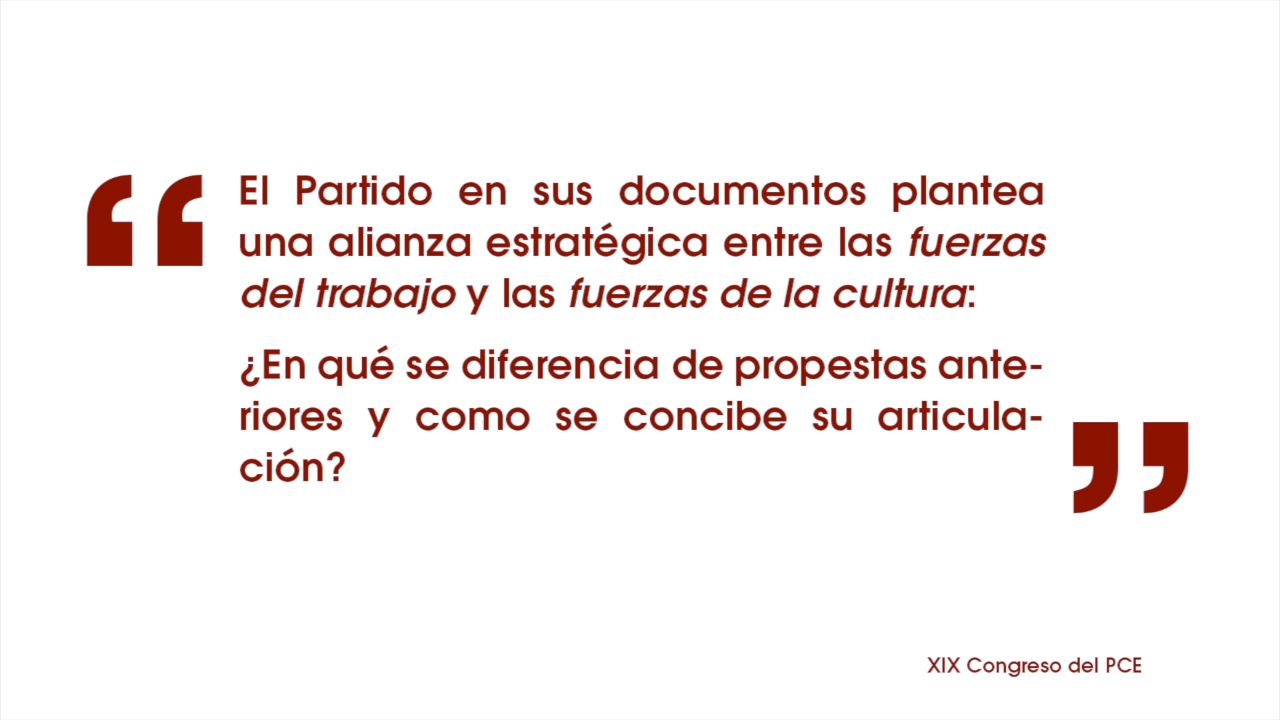 “
El Partido en sus documentos plantea
una alianza estratégica entre las fuerzas
del trabajo y las fuerzas de la cultura:
¿En qué se diferencia de propestas ante-
riores y como se concibe su articula-
ción?
”
XIX Congreso del PCE